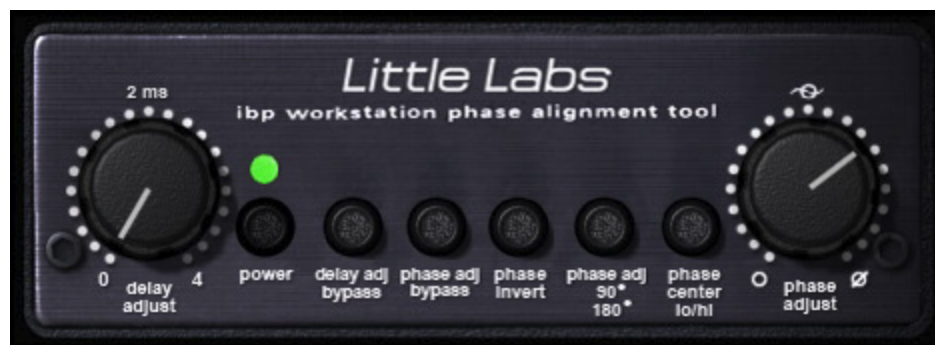 Little Labs
ibp workstation phase alignment tool
2 ms
0
4
delay
adjust
power
delay adj
bypass
phase adj
bypass
phase
invert
phase adj
90°
180°
phase
center
lo/hi
phase
adjust